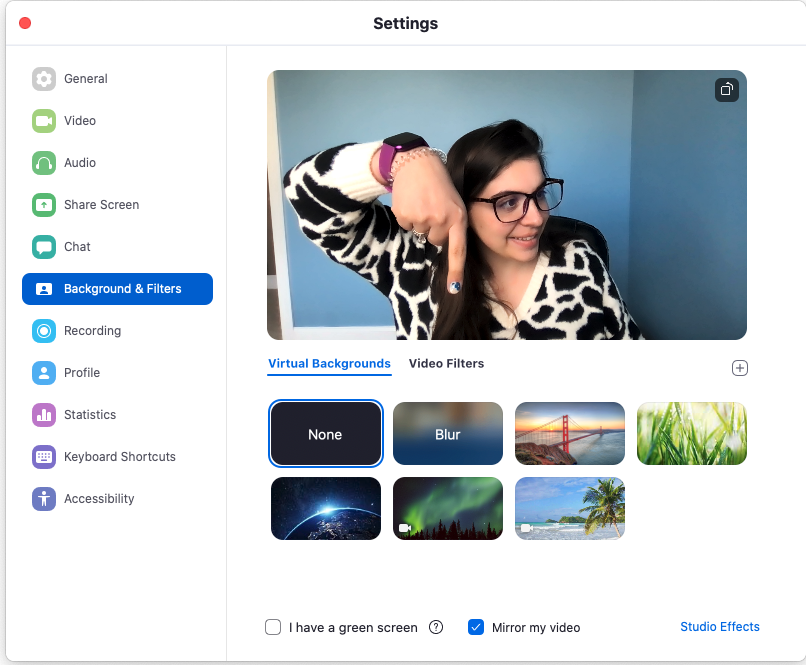 Settings
General
Video
Audio
Share Screen
Chat
Background & Filters
Recording
Profile
Statistics
Keyboard Shortcuts
Accessibility
Virtual Backgrounds Video Filters
None Blur
I have a green screen ? Mirror my video Studio Effects